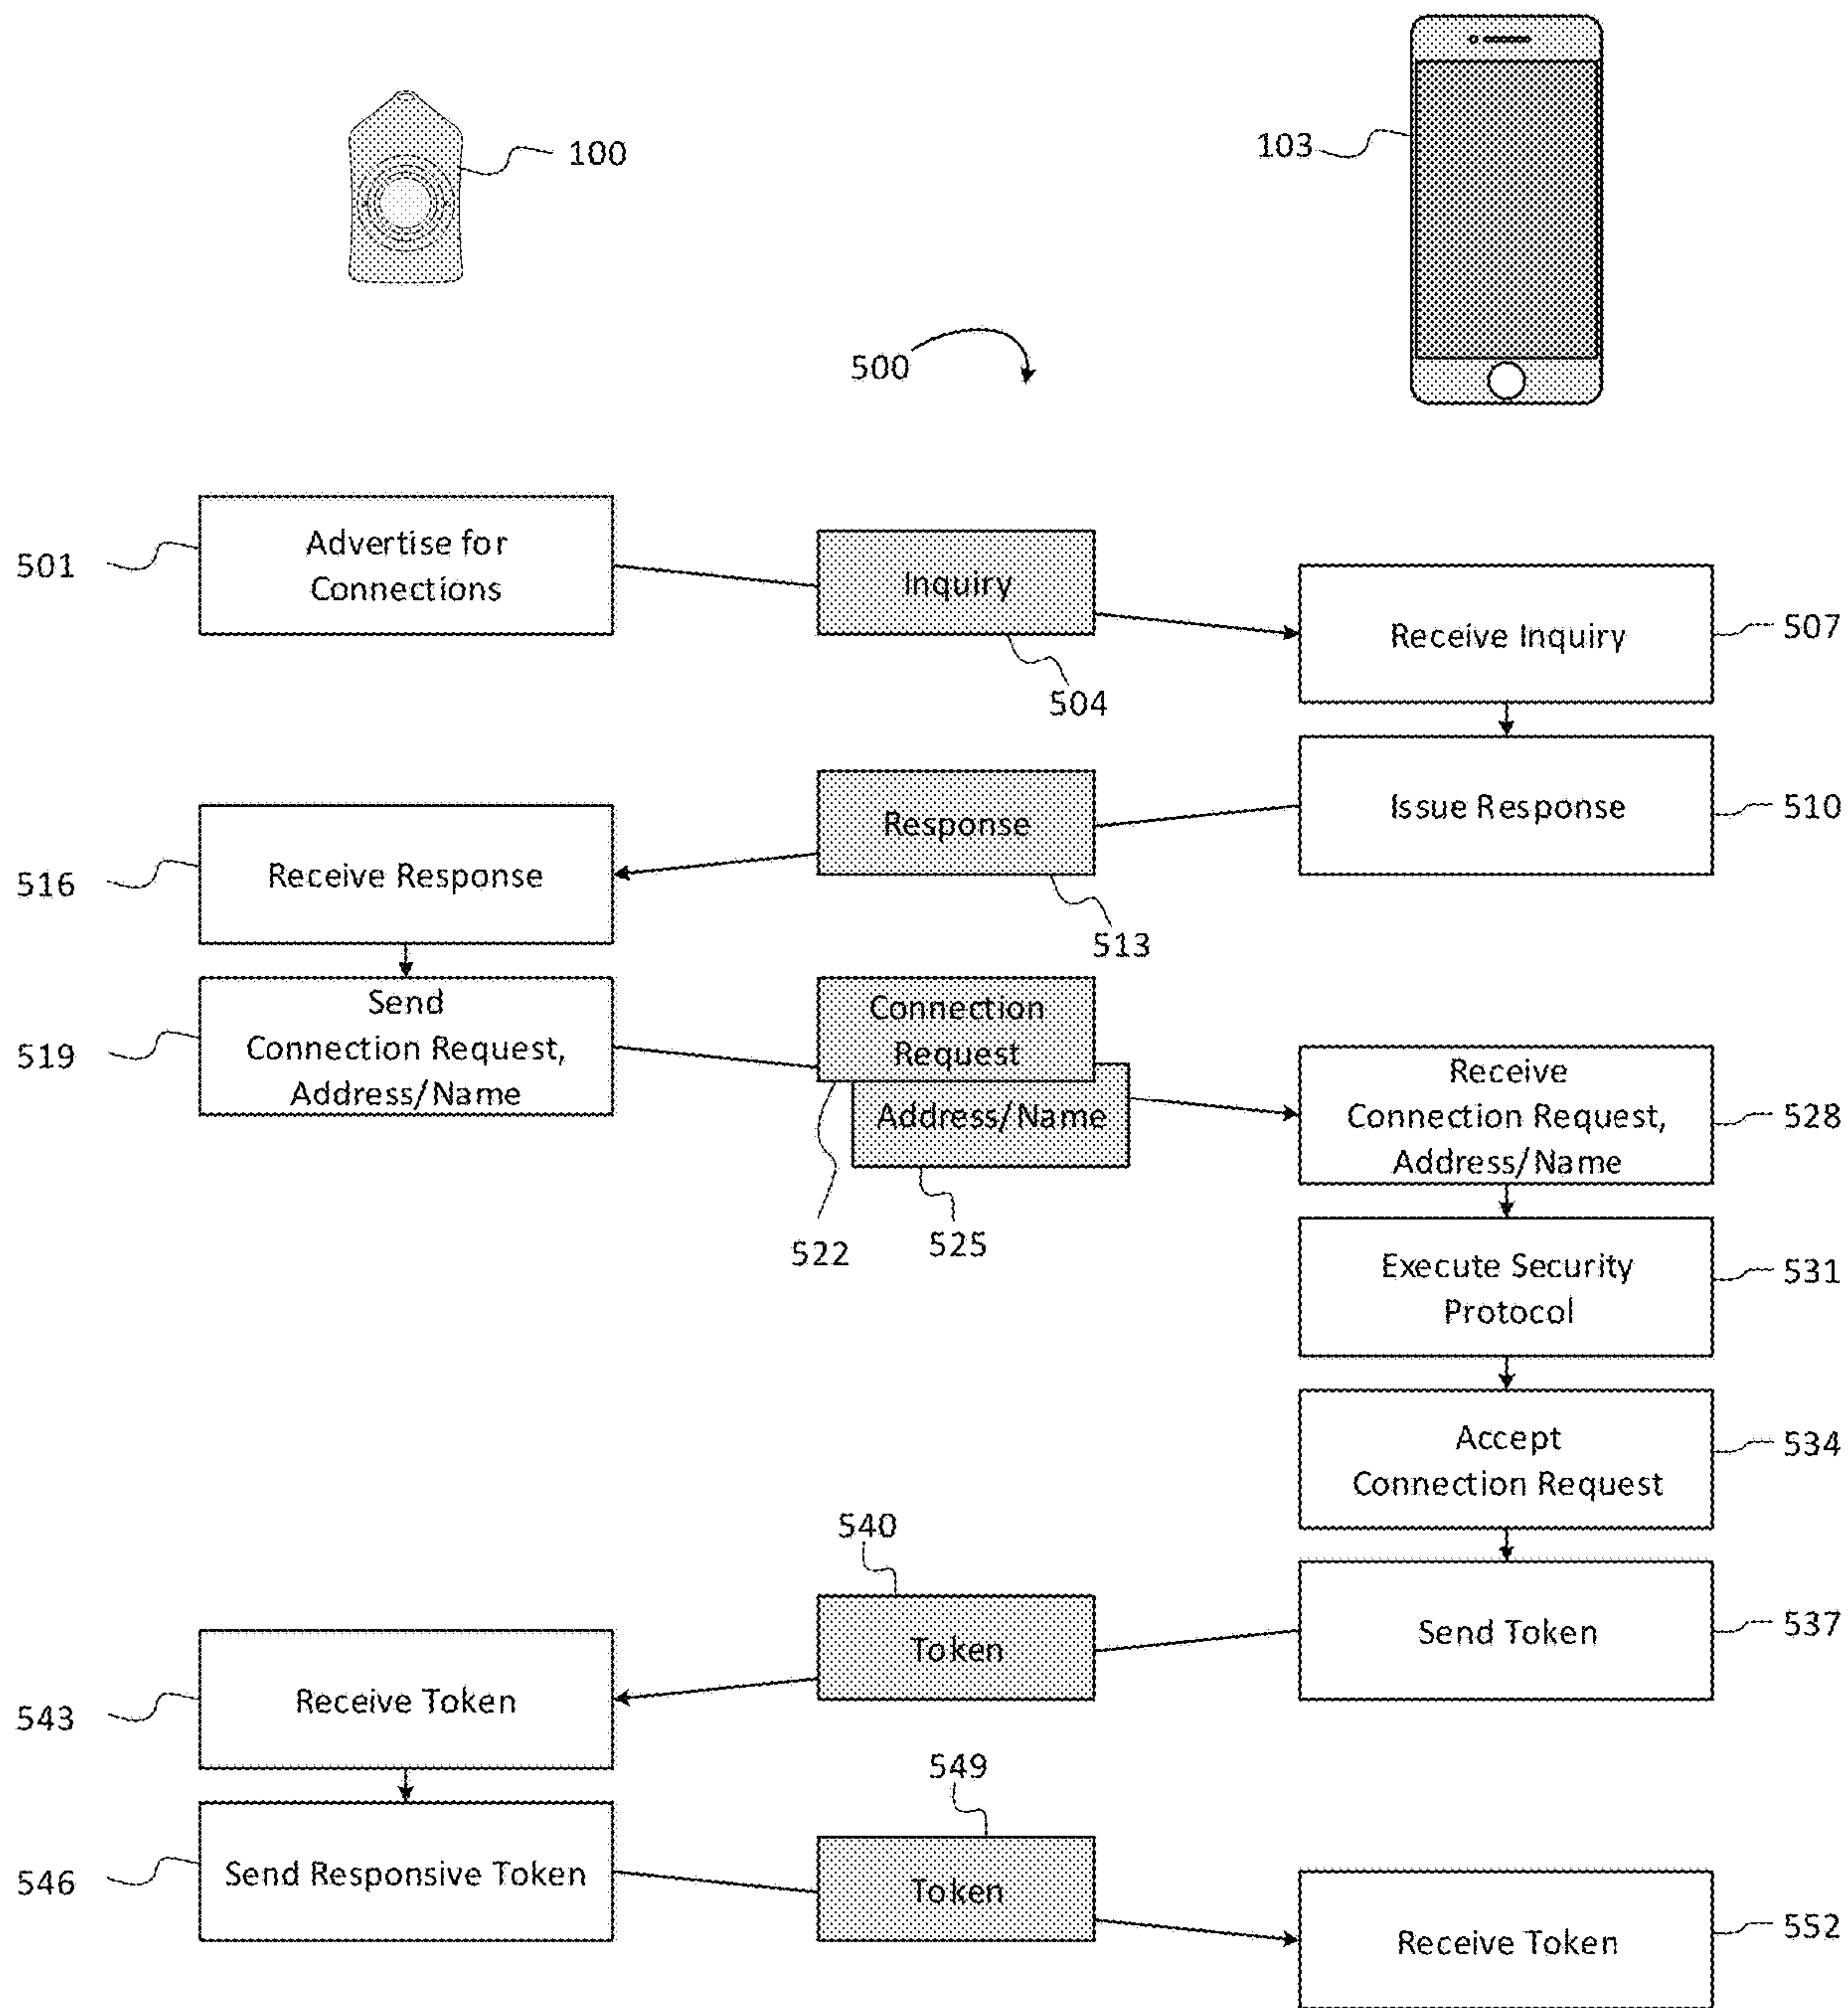 100
103
500
501
Advertise for
Connections
Inquiry
504
Receive Inquiry
507
Issue Response
510
Response
513
516
Receive Response
519
Send
Connection Request,
Address/Name
Connection
Request
Address/Name
522
525
Receive
Connection Request,
Address/Name
528
Execute Security
Protocol
531
Accept
Connection Request
534
540
Token
Send Token
537
543
Receive Token
549
546
Send Responsive Token
Token
Receive Token
552